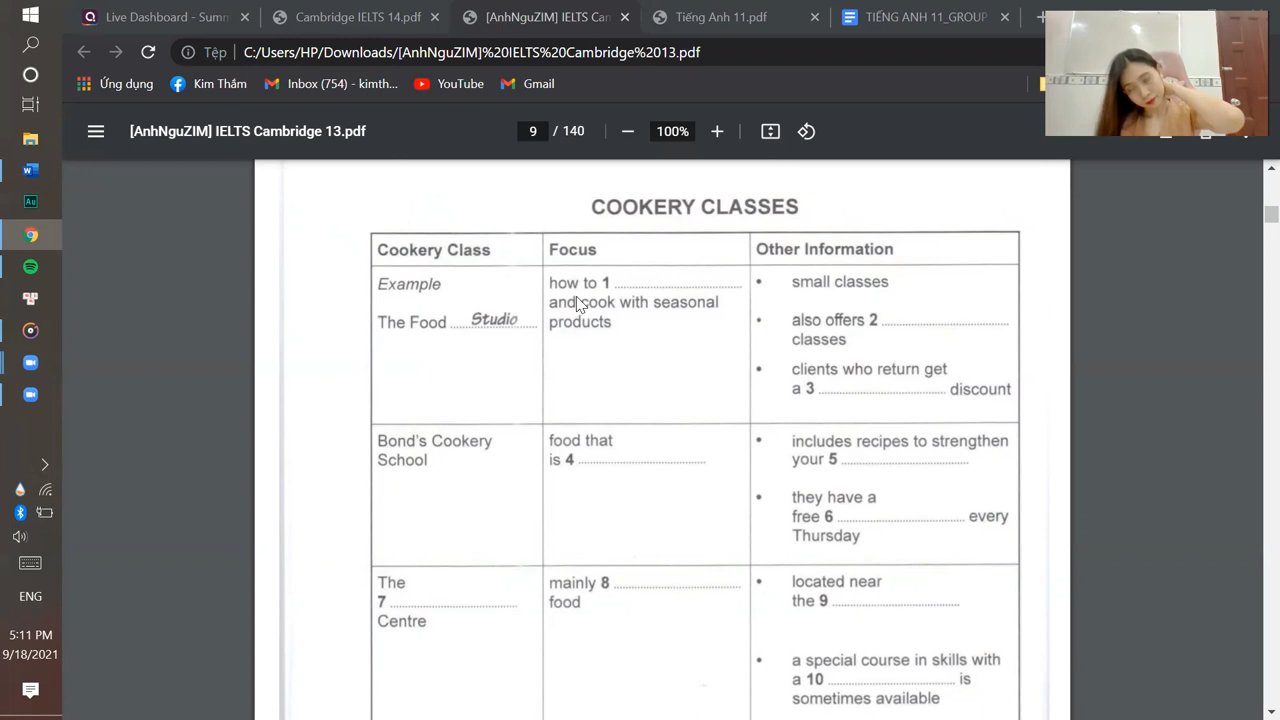 Live Dashboard - Summ
Cambridge IELTS 14.pdf
[AnhNguZIM] IELTS Cam
Tiếng Anh 11.pdf
TIẾNG ANH 11_GROUP
Tệp
C:/Users/HP/Downloads/[AnhNguZIM]%20IELTS%20Cambridge%2013.pdf
Ứng dụng
Kim Thắm
Inbox (754) - kmath...
YouTube
Gmail
[AnhNguZIM] IELTS Cambridge 13.pdf
9 / 140
100%
COOKERY CLASSES
Cookery Class
Focus
Other Information
Example
The Food Studio
how to 1 ........................
and cook with seasonal
products
• small classes
• also offers 2 ........................
classes
• clients who return get
a 3 ........................ discount
Bond's Cookery
School
food that
is 4 ........................
• includes recipes to strengthen
your 5 ........................
• they have a
free 6 ........................ every
Thursday
The
7 ........................
Centre
mainly 8 ........................
food
• located near
the 9 ........................
• a special course in skills with
a 10 ........................ is
sometimes available
ENG
5:11 PM
9/18/2021